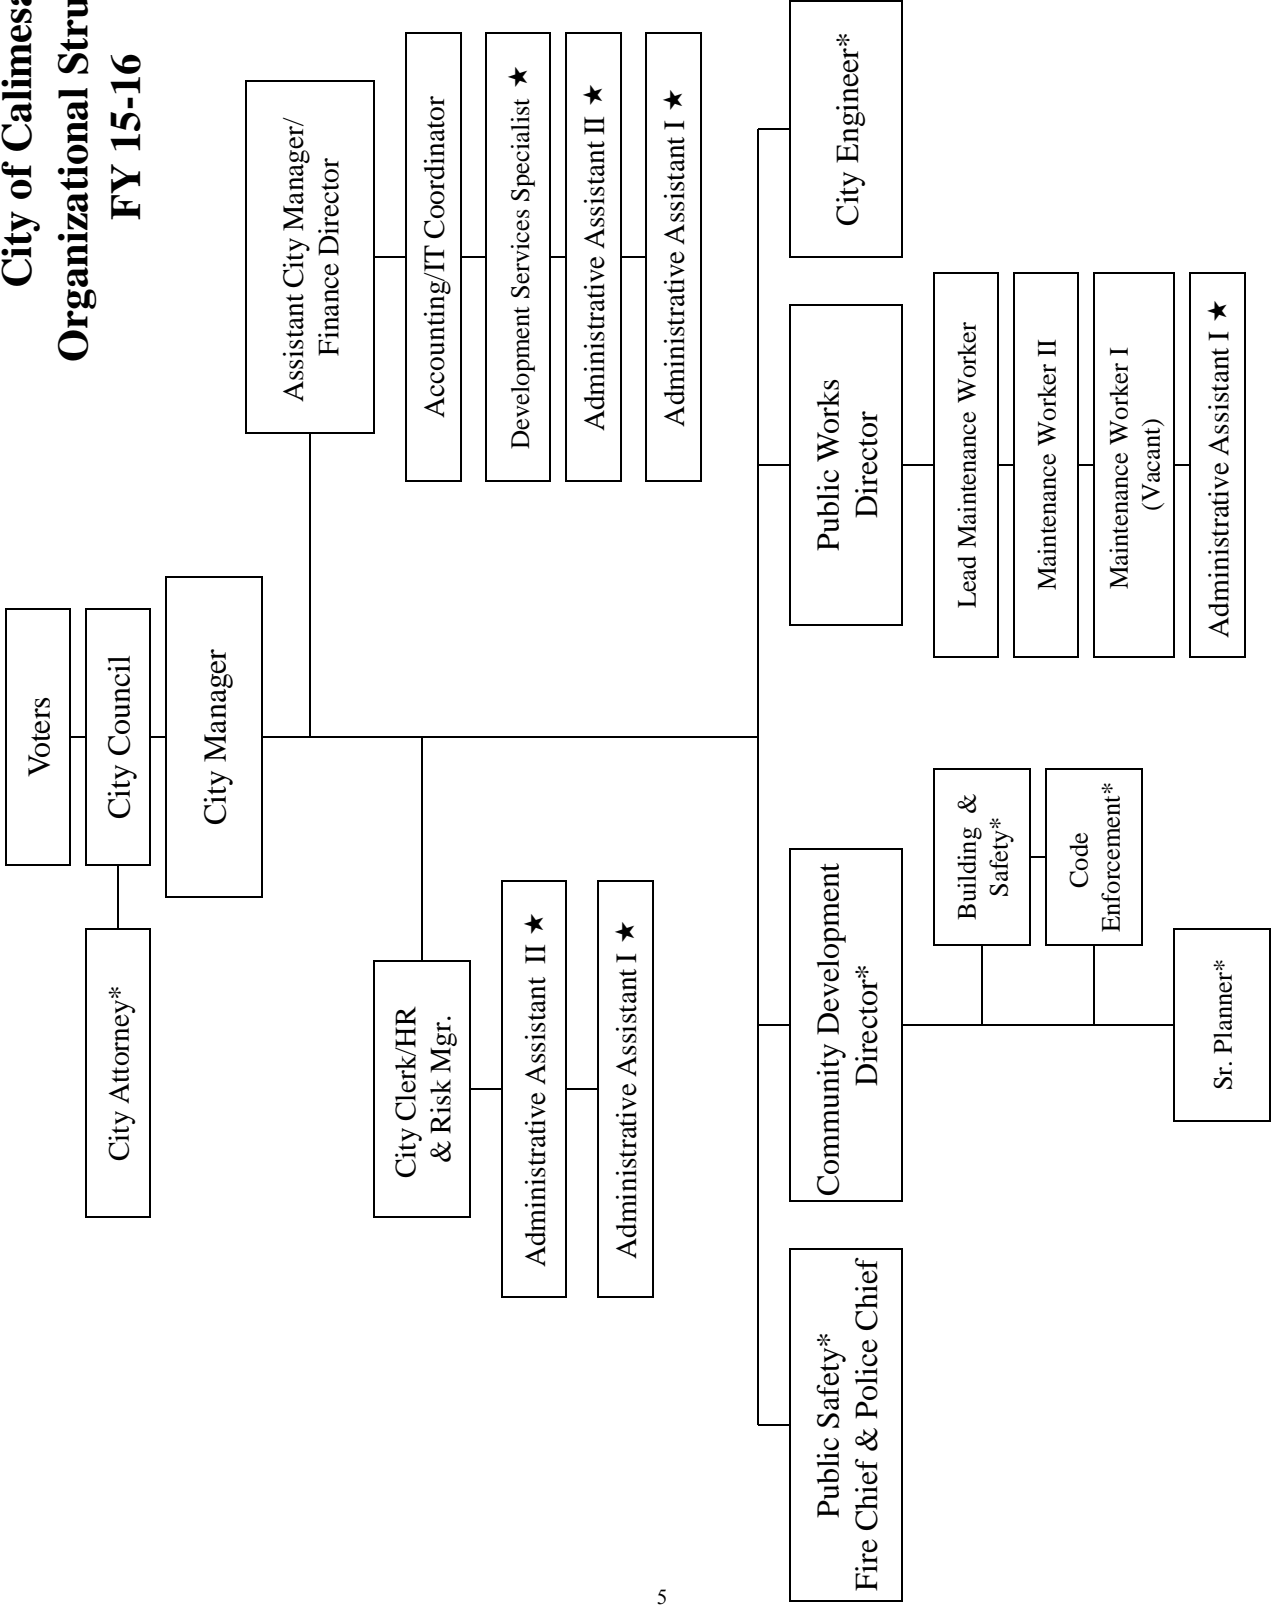 City of Calimesa
Organizational Stru
FY 15-16
Voters
City Council
City Attorney*
City Manager
Assistant City Manager/
Finance Director
Accounting/IT Coordinator
Development Services Specialist ★
Administrative Assistant II ★
Administrative Assistant I ★
City Clerk/HR
& Risk Mgr.
Administrative Assistant II ★
Administrative Assistant I ★
Public Safety*
Fire Chief & Police Chief
Community Development
Director*
Building & 
Safety*
Code
Enforcement*
Sr. Planner*
Public Works
Director
Lead Maintenance Worker
Maintenance Worker II
Maintenance Worker I
(Vacant)
Administrative Assistant I ★
City Engineer*
5